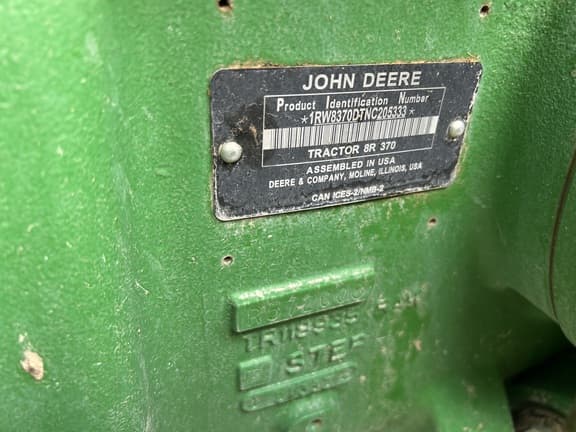 JOHN DEERE
Product Identification Number
*1RW8370DTNC205333*
TRACTOR 8R 370
ASSEMBLED IN USA
DEERE & COMPANY, MOLINE, ILLINOIS, USA
CAN ICES-2/NMB-2
STEF